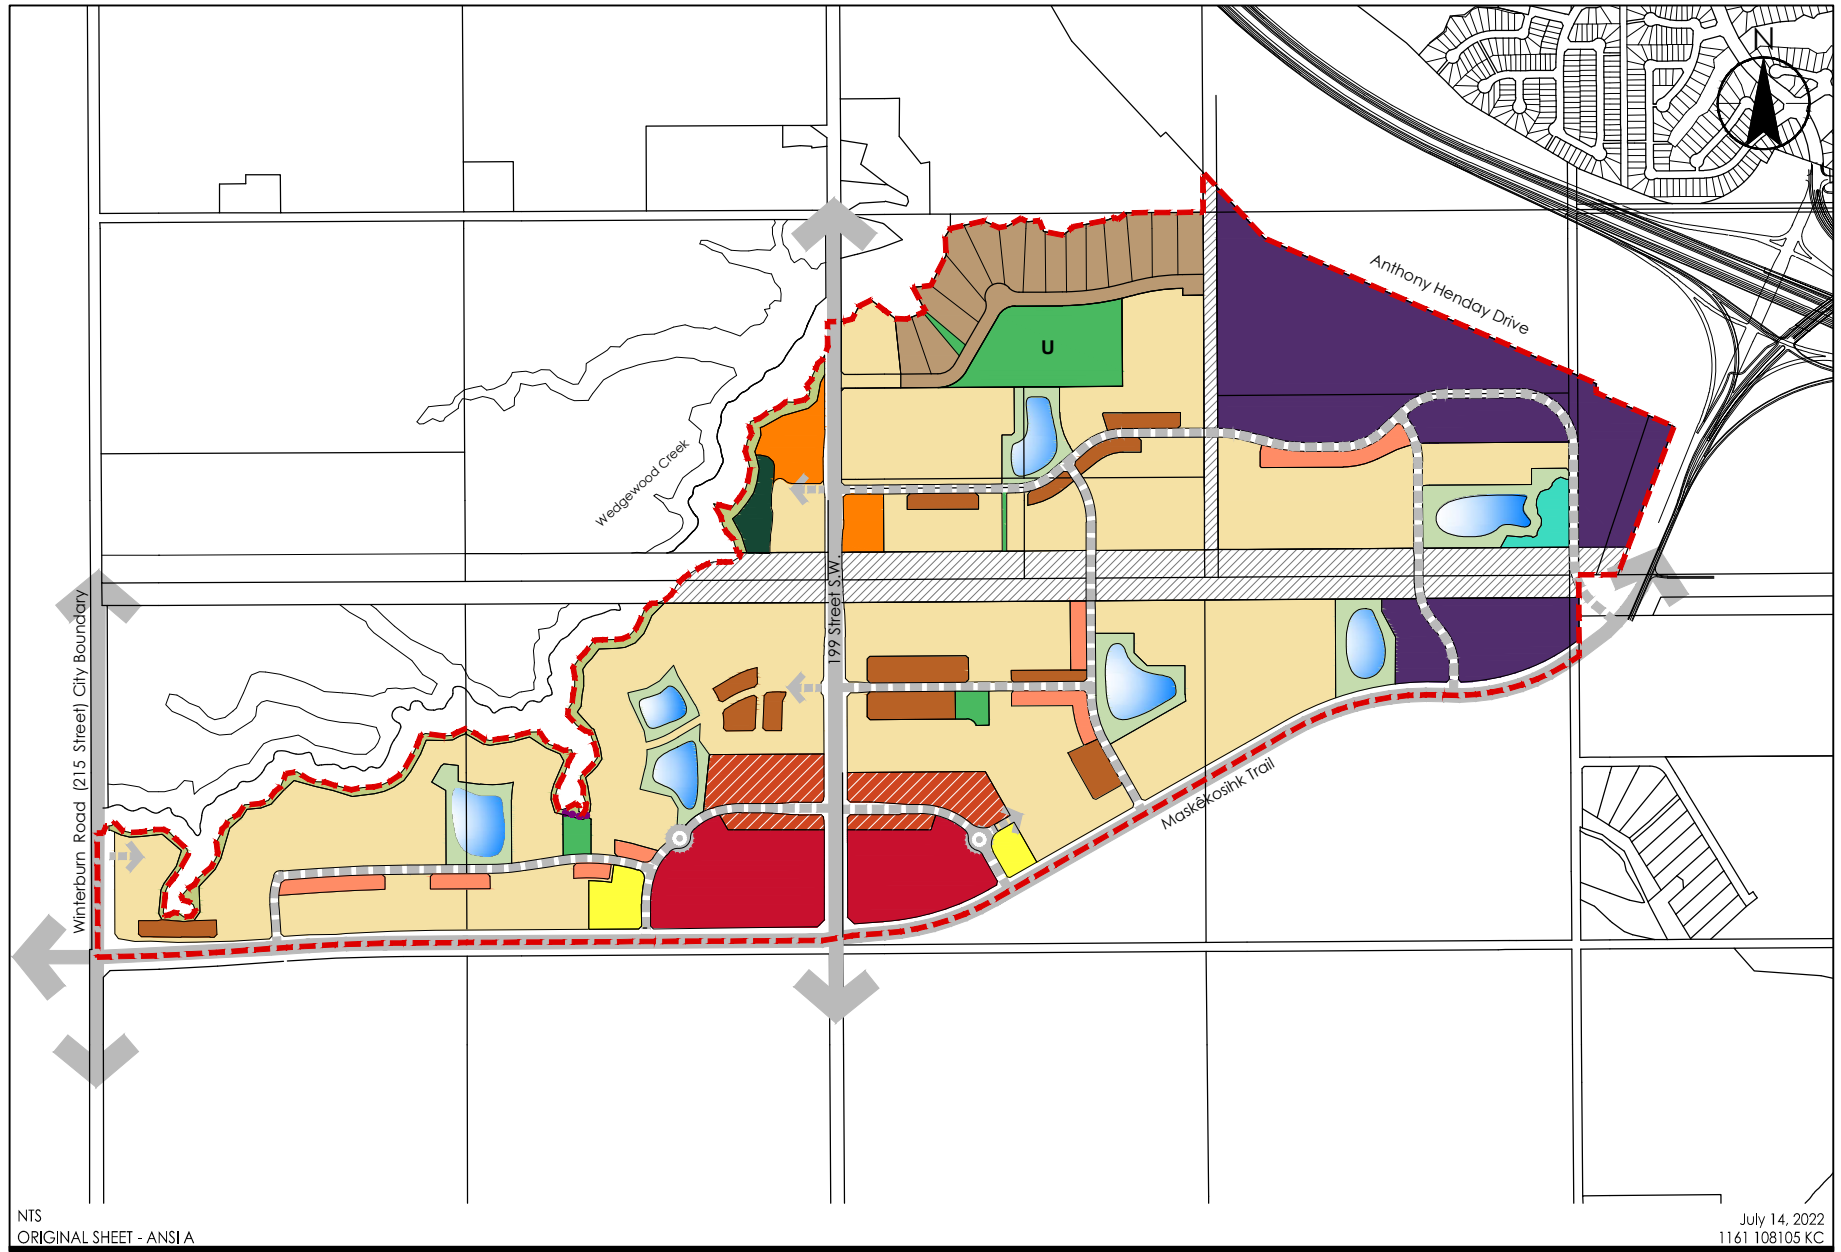 N
Anthony Henday Drive
U
Wedgewood Creek
199 Street S.W.
Winterburn Road (215 Street) City Boundary
Maskêkosihk Trail
NTS
ORIGINAL SHEET - ANSI A
July 14, 2022
1161 108105 KC